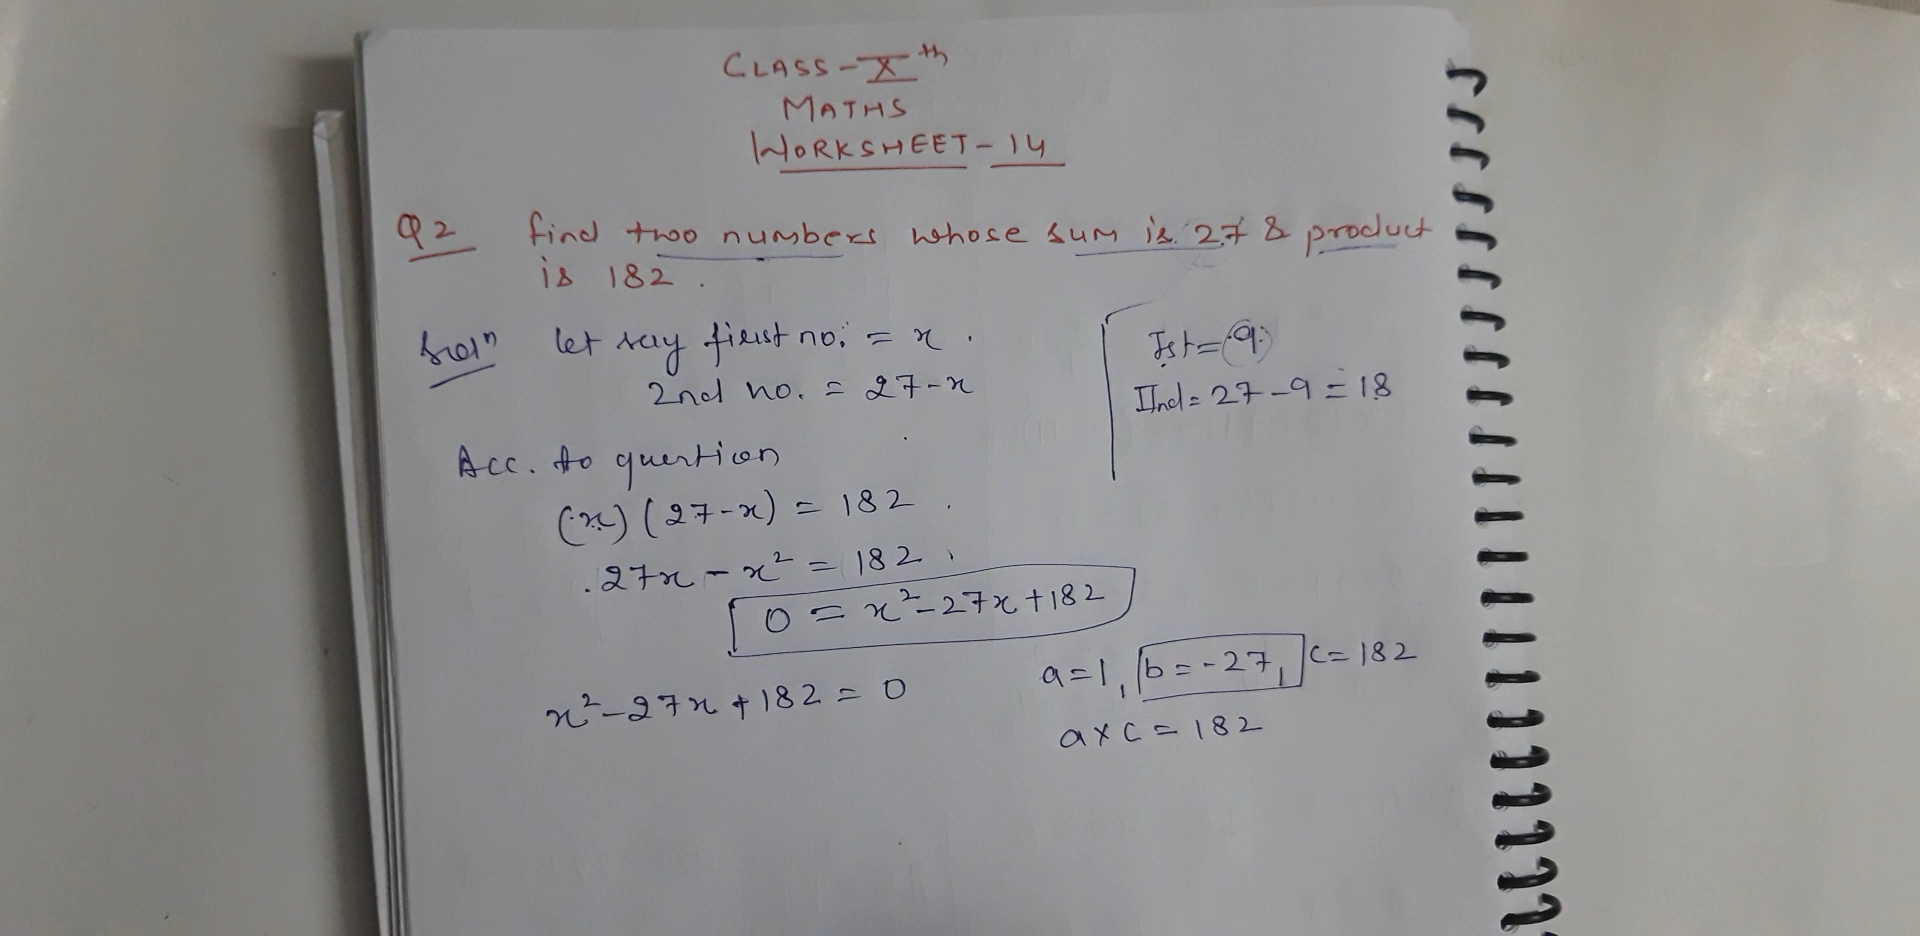 CLASS-Xth
MATHS
WORKSHEET-14
Q2 find two numbers whose sum is 27 & product
is 182.
Soln let say first no. = x.
2nd no. = 27-x
Ist = 9
IInd = 27-9 = 18
Acc. to question
(x) (27-x) = 182.
27x - x² = 182
0 = x²-27x+182
a=1, b=-27, c=182
x²-27x+182 = 0
a×c = 182